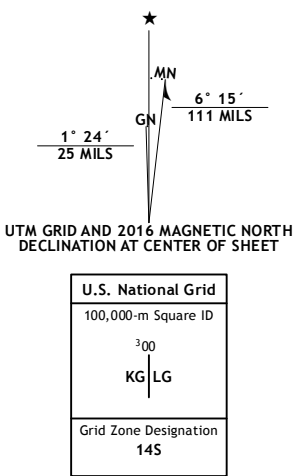 MN
GN
6° 15´
111 MILS
1° 24´
25 MILS
UTM GRID AND 2016 MAGNETIC NORTH
DECLINATION AT CENTER OF SHEET
U.S. National Grid
100,000-m Square ID
³00
KG LG
Grid Zone Designation
14S